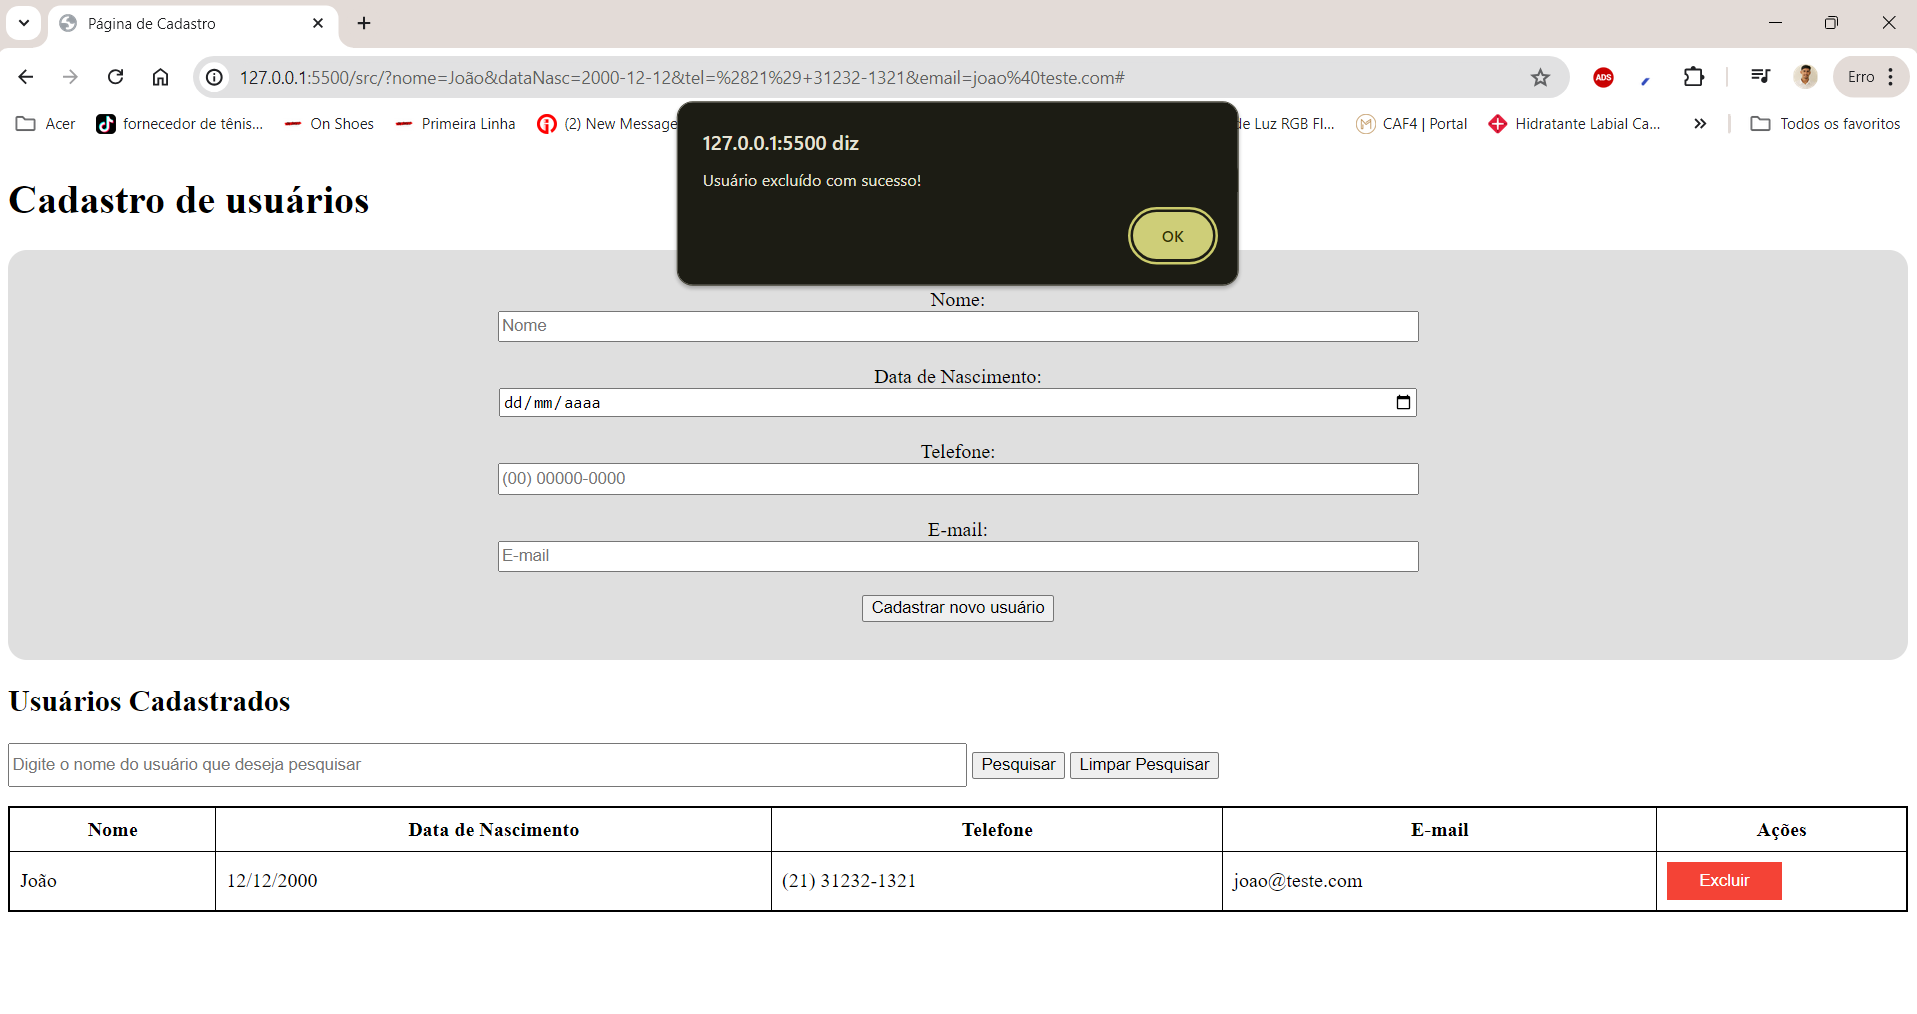 Página de Cadastro
127.0.0.1:5500/src/?nome=João&dataNasc=2000-12-12&tel=%2821%29+31232-1321&email=joao%40teste.com#
ADS
Erro
Acer
fornecedor de tênis...
On Shoes
Primeira Linha
(2) New Message
de Luz RGB Fl...
CAF4 | Portal
Hidratante Labial Ca...
Todos os favoritos
127.0.0.1:5500 diz
Usuário excluído com sucesso!
OK
Cadastro de usuários
Nome:
Nome
Data de Nascimento:
dd/mm/aaaa
Telefone:
(00) 00000-0000
E-mail:
E-mail
Cadastrar novo usuário
Usuários Cadastrados
Digite o nome do usuário que deseja pesquisar
Pesquisar
Limpar Pesquisar
Nome Data de Nascimento Telefone E-mail Ações
João 12/12/2000 (21) 31232-1321 joao@teste.com Excluir